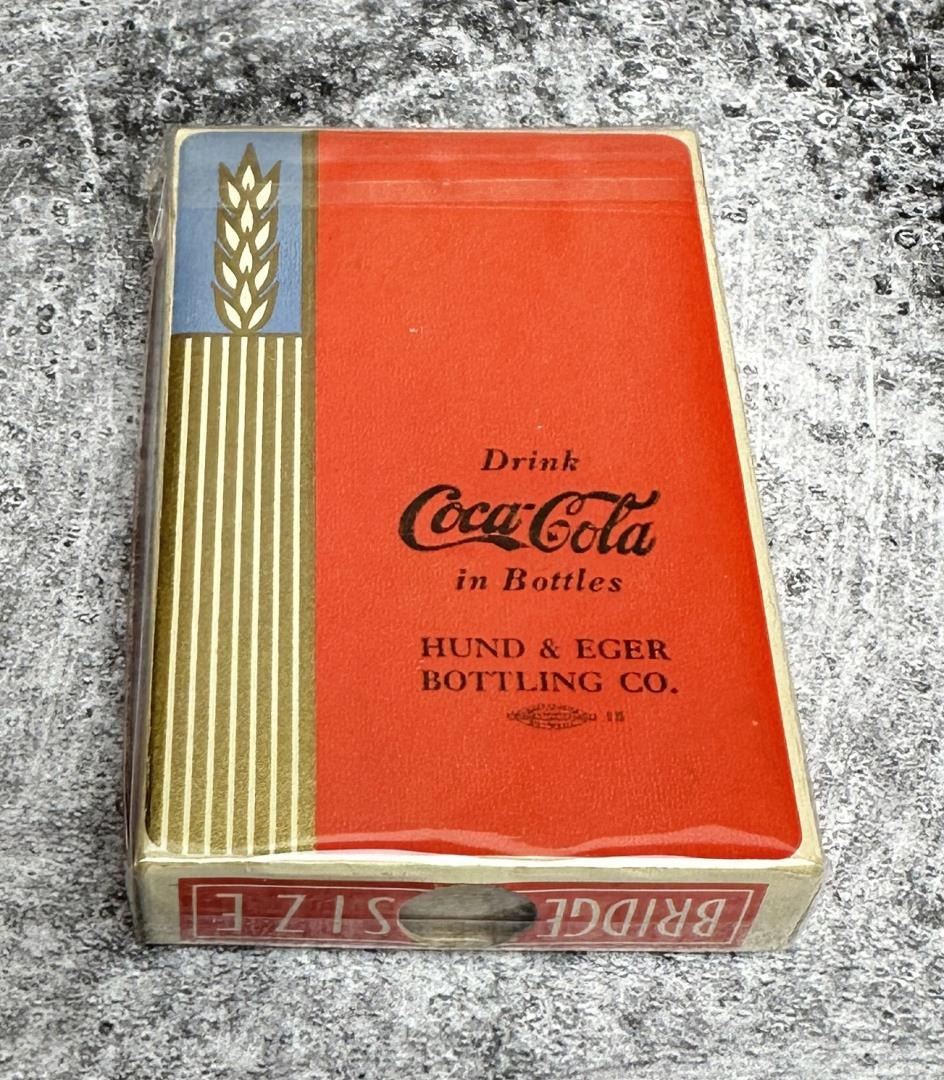 Drink
Coca-Cola
in Bottles
HUND & EGER
BOTTLING CO.
BRIDGE SIZE